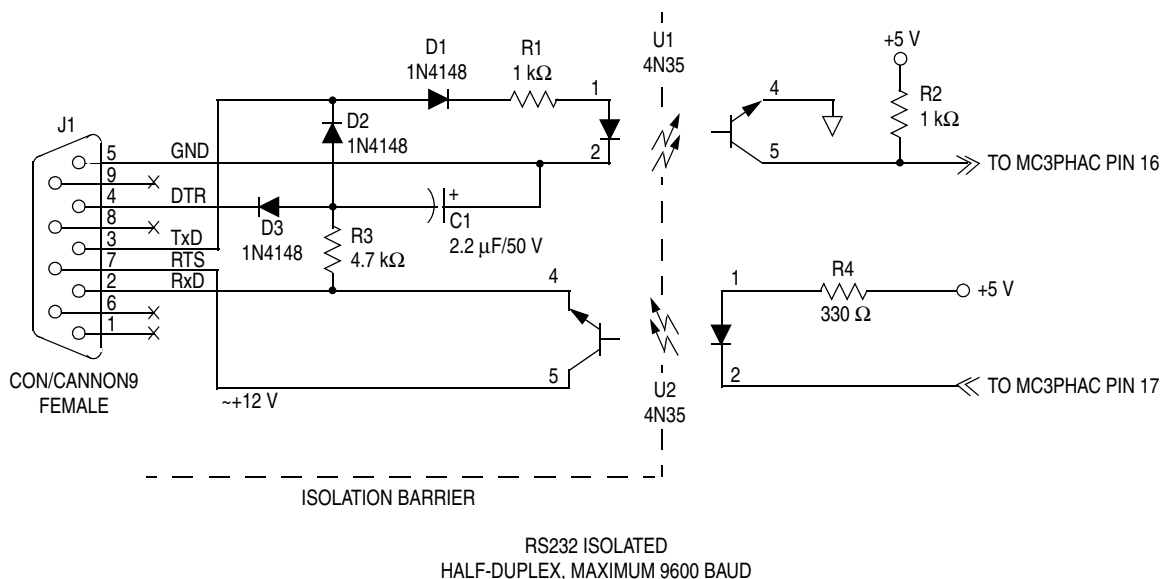 J1
5 GND
9
4 DTR
8
3 TxD
7 RTS
2 RxD
6
1
CON/CANNON9
FEMALE
~+12 V
D1
1N4148
R1
1 kΩ
D2
1N4148
D3
1N4148
R3
4.7 kΩ
+
C1
2.2 µF/50 V
1
2
4
5
U1
4N35
4
5
+5 V
R2
1 kΩ
TO MC3PHAC PIN 16
1
2
R4
330 Ω
+5 V
TO MC3PHAC PIN 17
U2
4N35
ISOLATION BARRIER
RS232 ISOLATED
HALF-DUPLEX, MAXIMUM 9600 BAUD